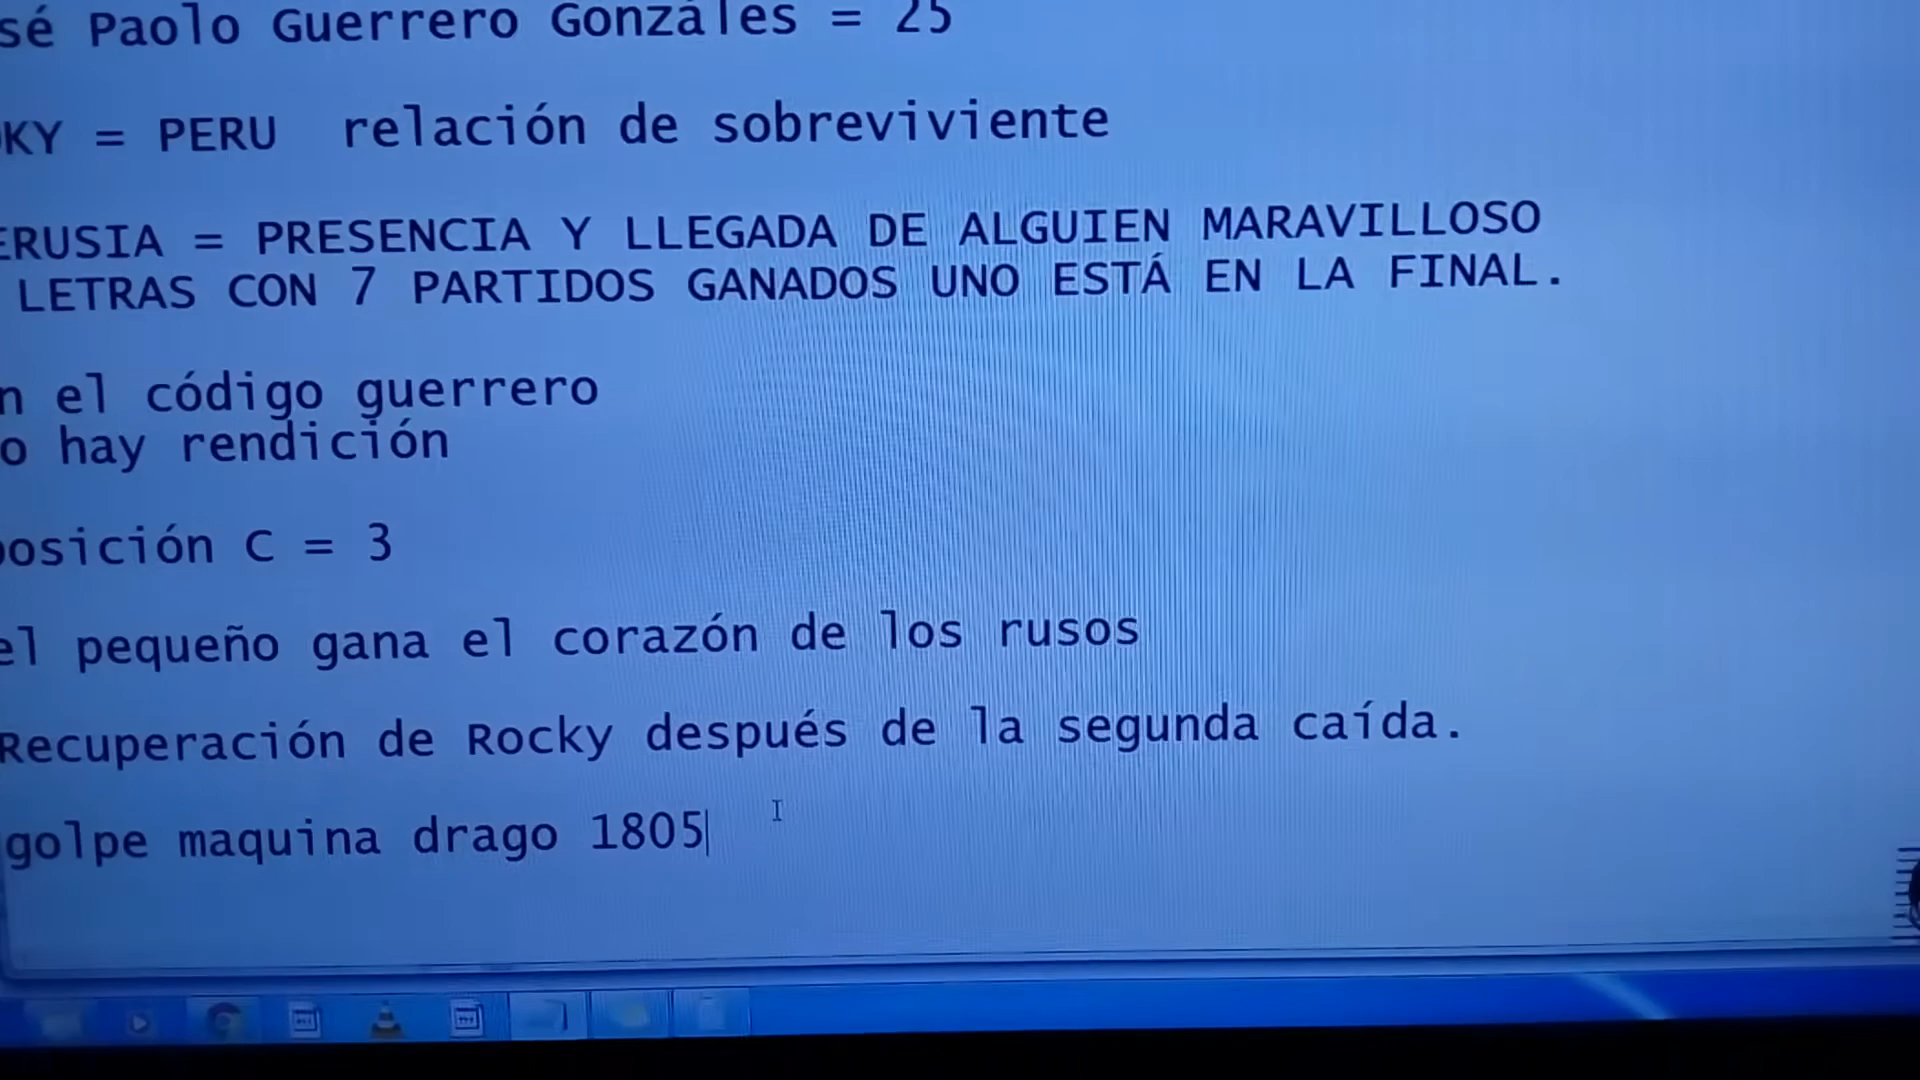 sé Paolo Guerrero Gonzáles = 25
KY = PERU relación de sobreviviente
ERUSIA = PRESENCIA Y LLEGADA DE ALGUIEN MARAVILLOSO
LETRAS CON 7 PARTIDOS GANADOS UNO ESTÁ EN LA FINAL.
n el código guerrero
o hay rendición
posición C = 3
el pequeño gana el corazón de los rusos
Recuperación de Rocky después de la segunda caída.
golpe maquina drago 1805